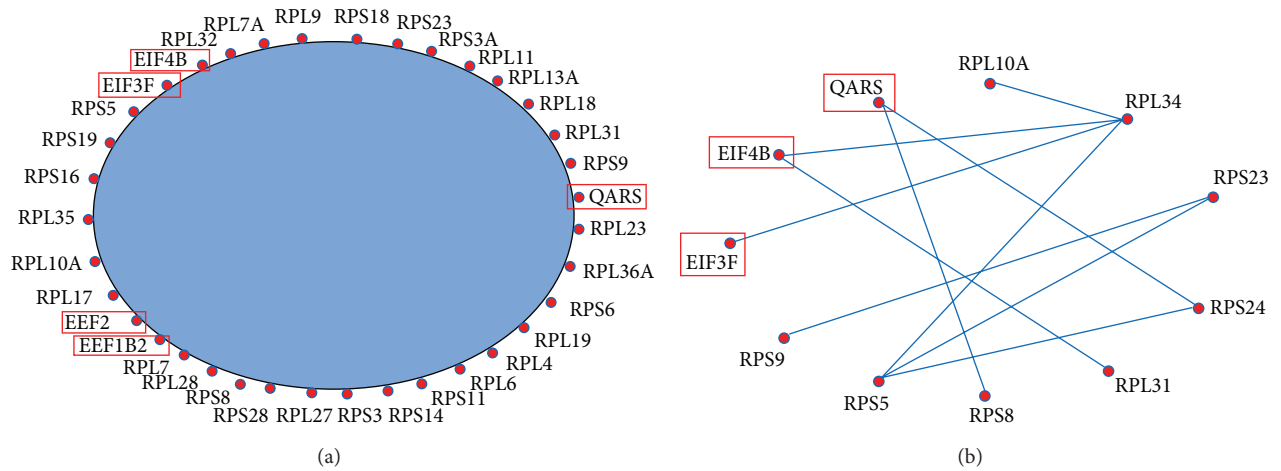 RPL9
RPS18
RPL7A
RPS23
RPL32
RPS3A
EIF4B
RPL11
EIF3F
RPL13A
RPS5
RPL18
RPS19
RPL31
RPS16
RPS9
QARS
RPL35
RPL23
RPL10A
RPL36A
RPL17
RPS6
EEF2
RPL19
EEF1B2
RPL4
RPL7
RPL6
RPL28
RPS11
RPS8
RPS14
RPS28
RPL27
RPS3
(a)
RPL10A
QARS
RPL34
EIF4B
RPS23
EIF3F
RPS24
RPS9
RPL31
RPS5
RPS8
(b)